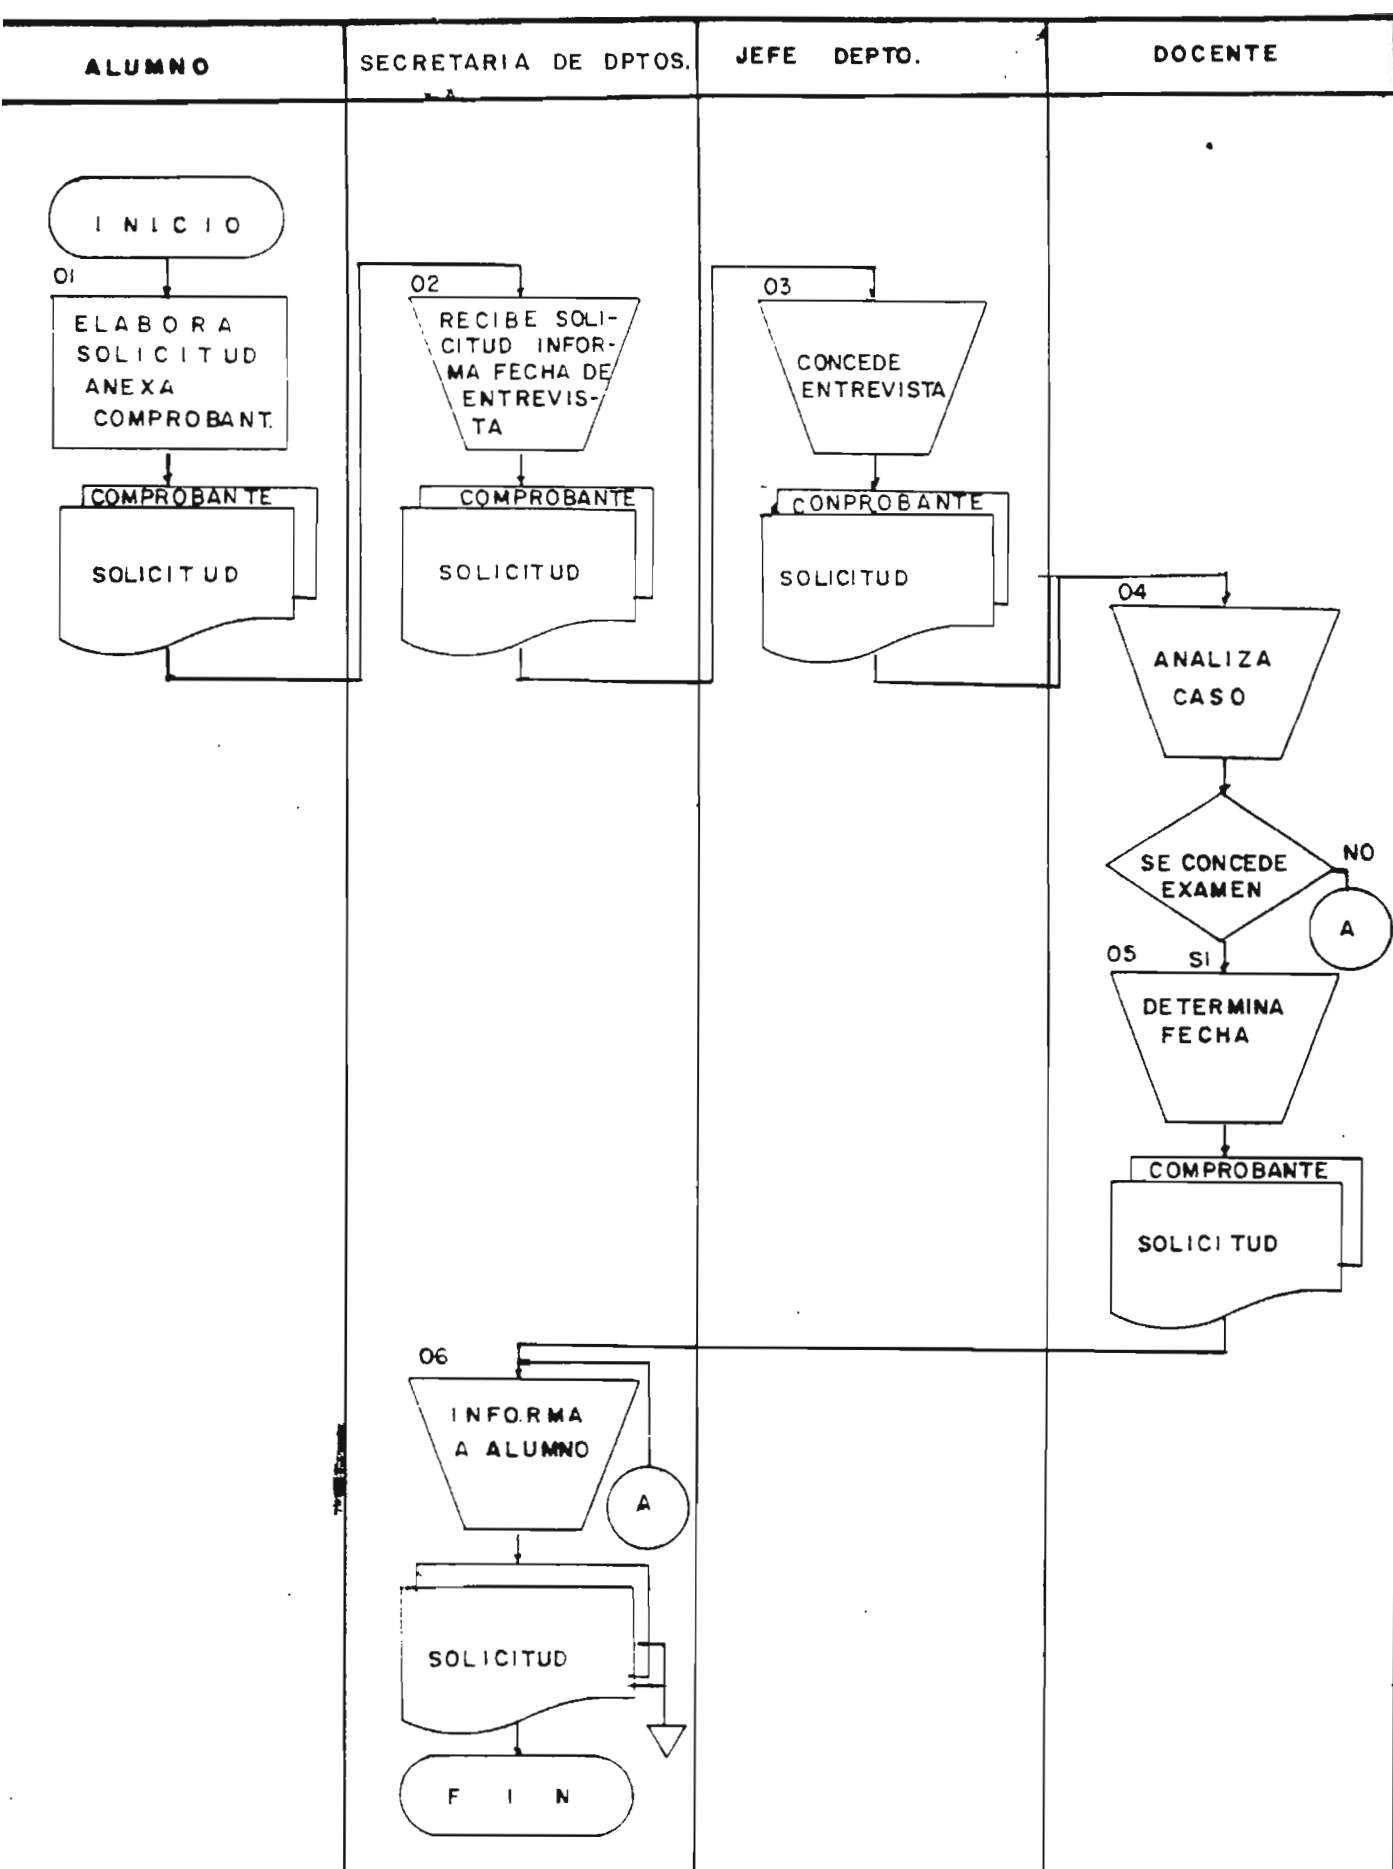 ALUMNO
SECRETARIA DE DPTOS.
JEFE DEPTO.
DOCENTE
INICIO
01
ELABORA
SOLICITUD
ANEXA
COMPROBANT.
COMPROBANTE
SOLICITUD
02
RECIBE SOLI-
CITUD INFOR-
MA FECHA DE
ENTREVIS-
TA
COMPROBANTE
SOLICITUD
03
CONCEDE
ENTREVISTA
CONPROBANTE
SOLICITUD
04
ANALIZA
CASO
SE CONCEDE
EXAMEN
NO
A
SI
05
DETERMINA
FECHA
COMPROBANTE
SOLICITUD
06
INFORMA
A ALUMNO
A
SOLICITUD
FIN